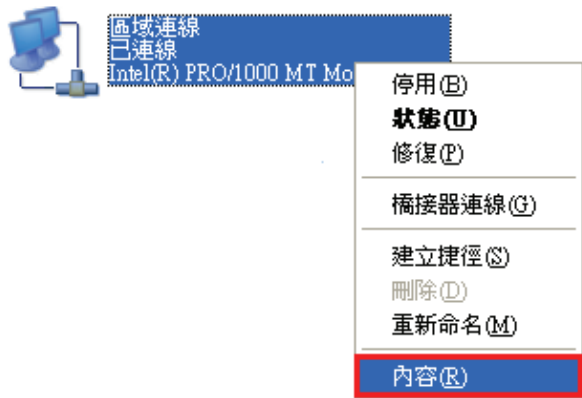 區域連線
已連線
Intel(R) PRO/1000 MT Mo
停用(B)
狀態(U)
修復(P)
橋接器連線(G)
建立捷徑(S)
刪除(D)
重新命名(M)
內容(R)